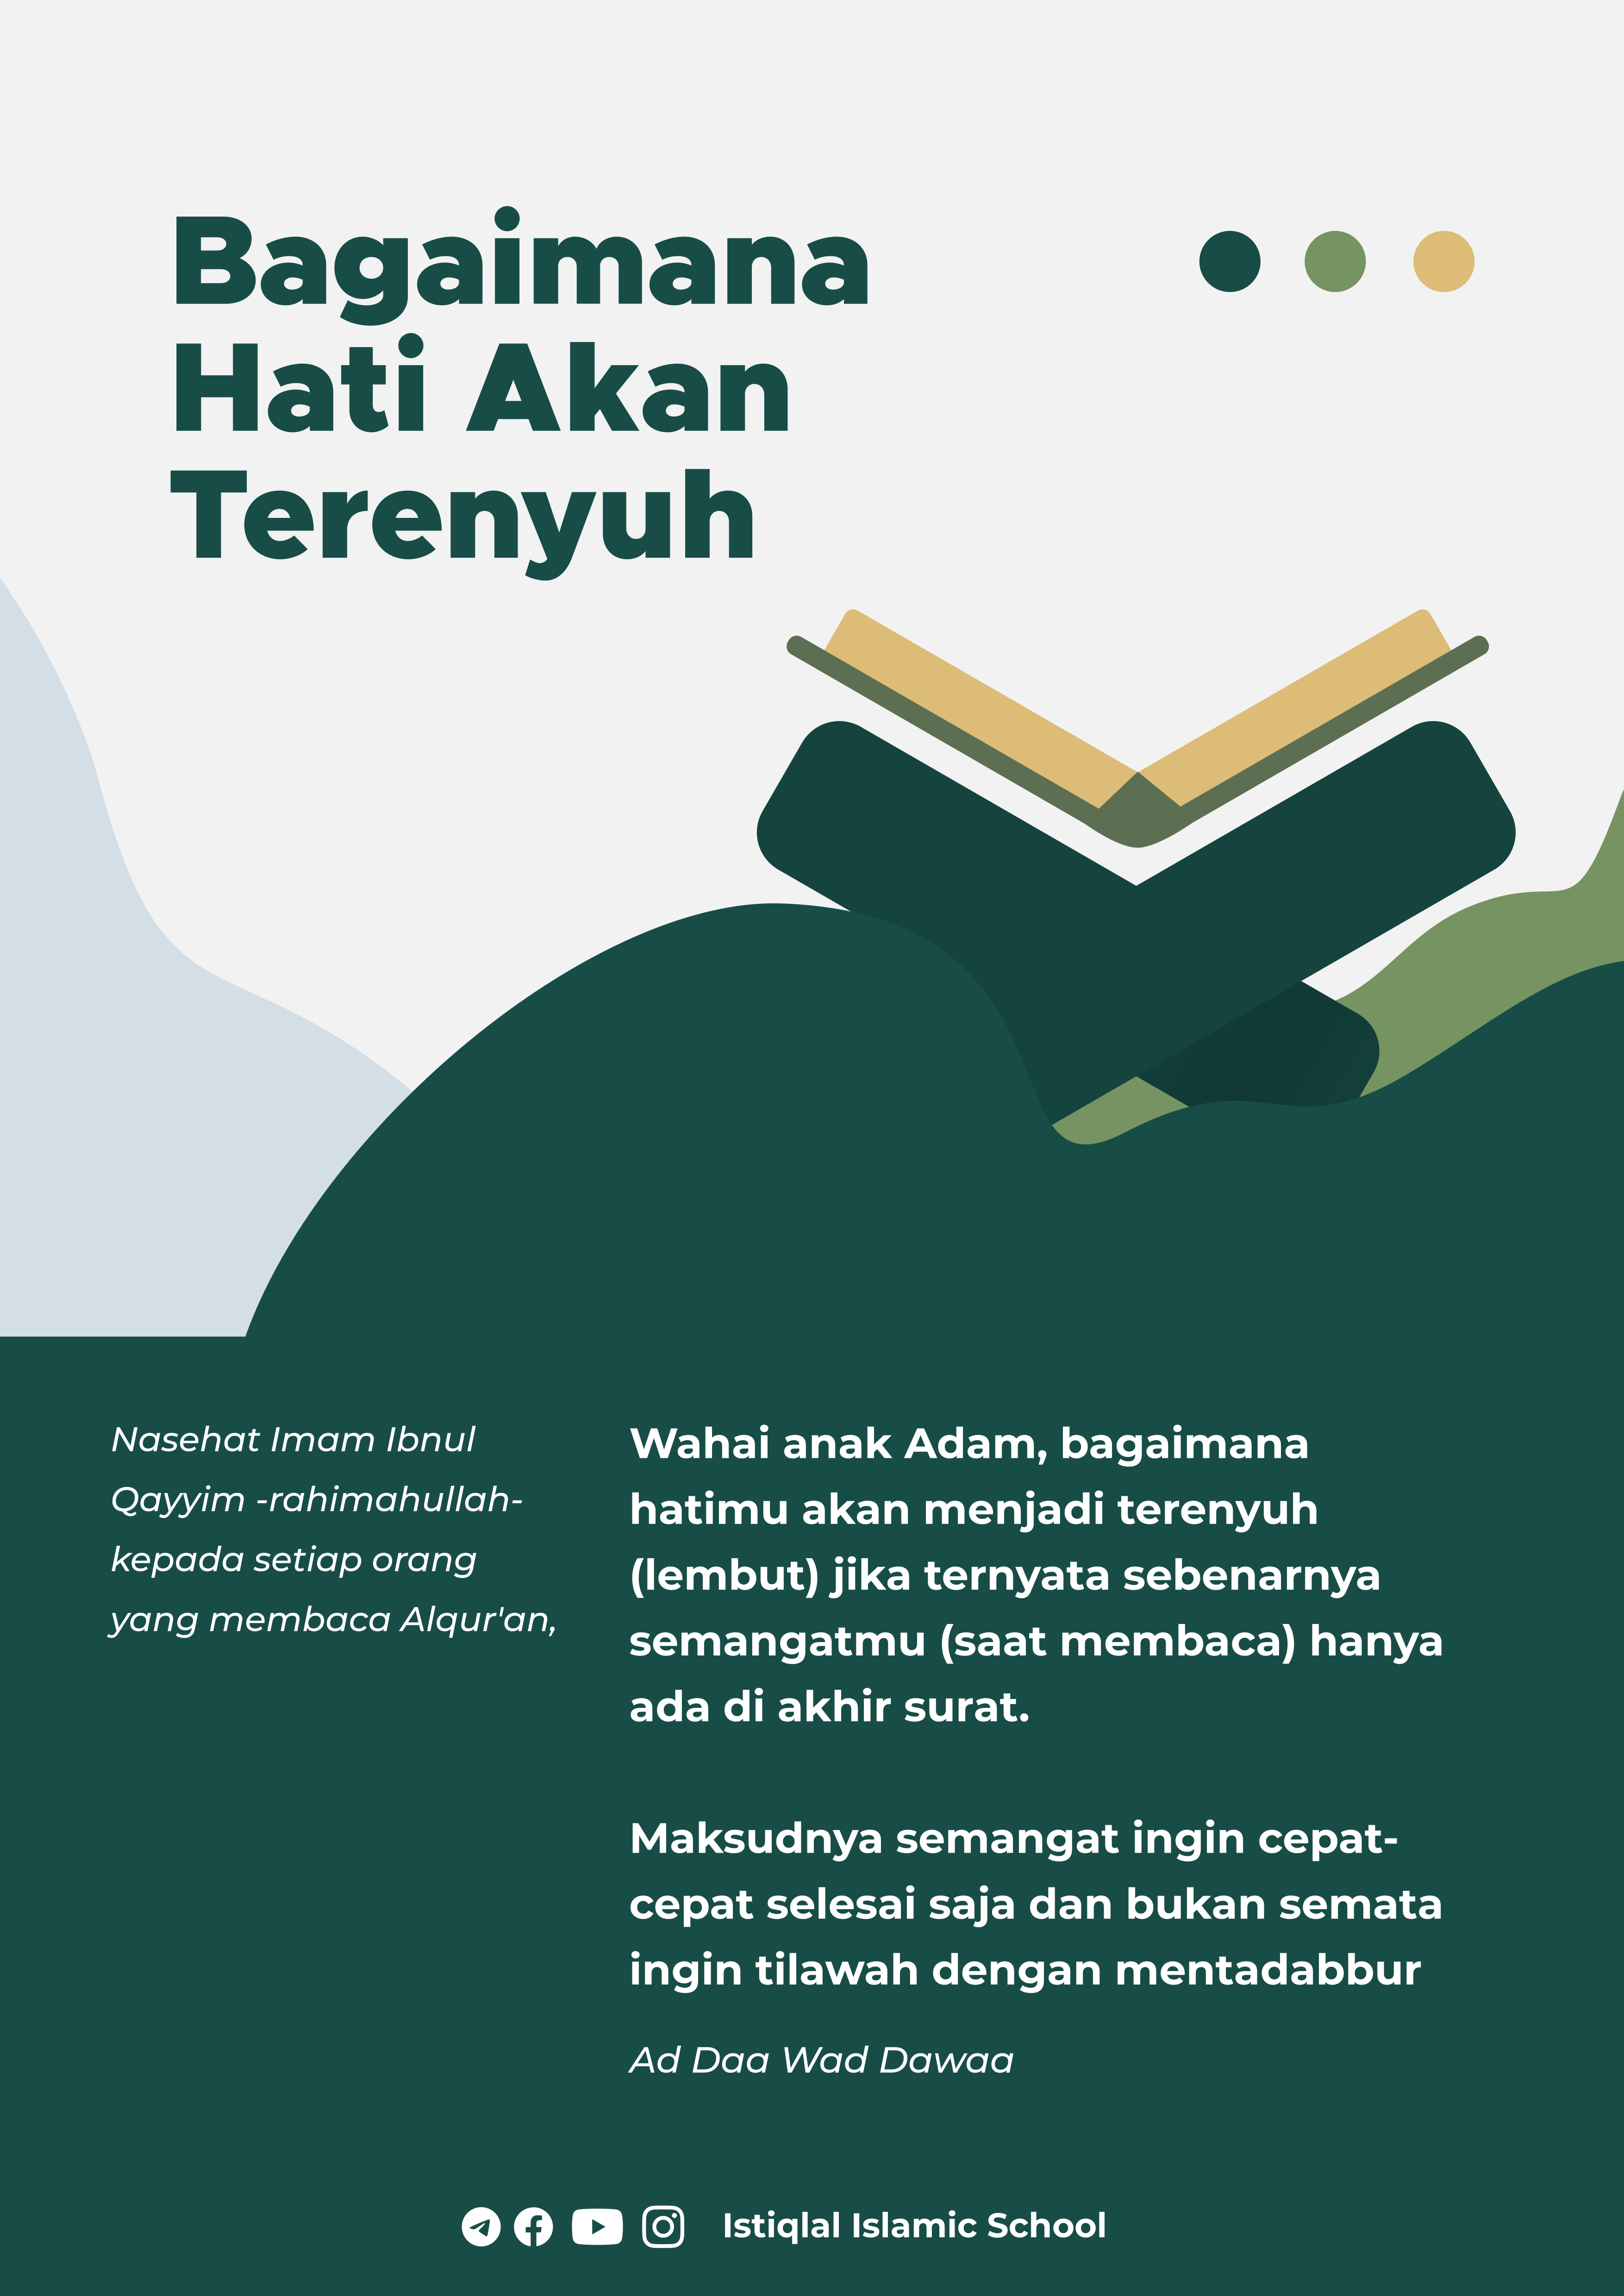 Bagaimana
Hati Akan
Terenyuh
Nasehat Imam Ibnul
Qayyim -rahimahullah-
kepada setiap orang
yang membaca Alqur'an,
Wahai anak Adam, bagaimana
hatimu akan menjadi terenyuh
(lembut) jika ternyata sebenarnya
semangatmu (saat membaca) hanya
ada di akhir surat.
Maksudnya semangat ingin cepat-
cepat selesai saja dan bukan semata
ingin tilawah dengan mentadabbur
Ad Daa Wad Dawaa
Istiqlal Islamic School